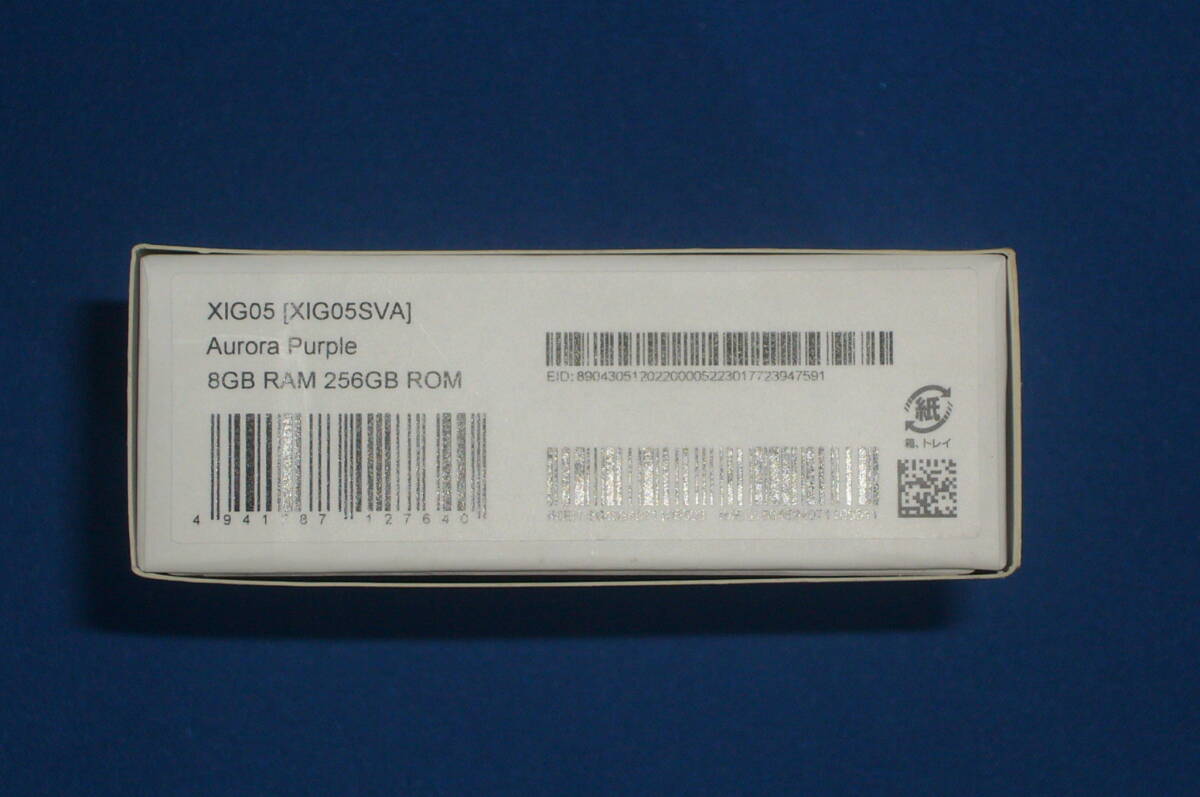 XIG05 [XIG05SVA]
Aurora Purple
8GB RAM 256GB ROM
EID: 89043051202200005223017723947591
紙
箱、トレイ
4 941787 127640